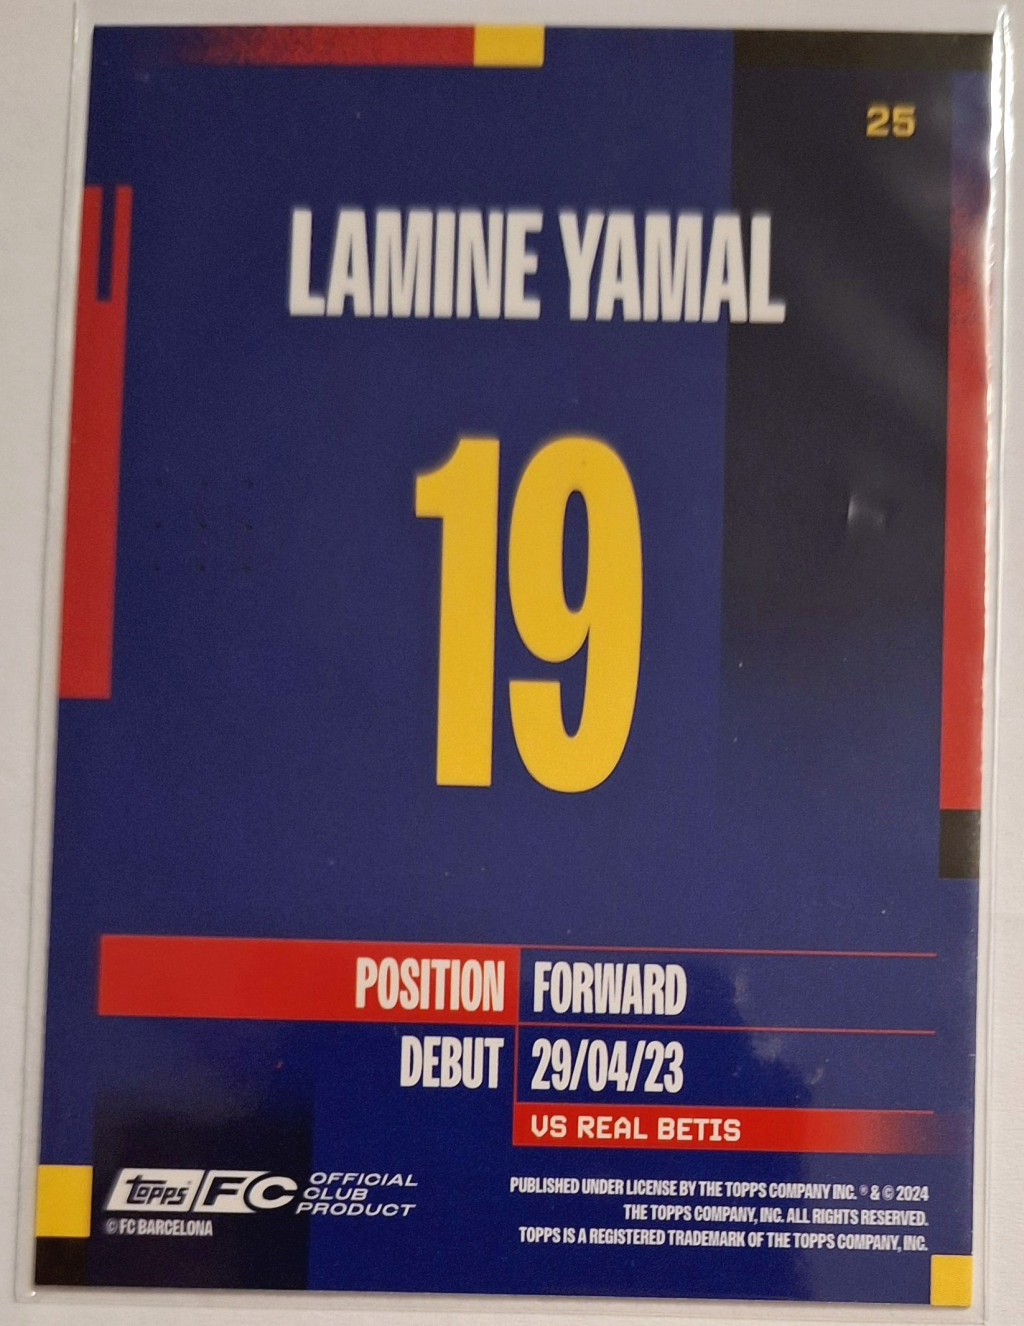 25
LAMINE YAMAL
19
POSITION FORWARD
DEBUT 29/04/23
VS REAL BETIS
Topps FC OFFICIAL CLUB PRODUCT
© FC BARCELONA
PUBLISHED UNDER LICENSE BY THE TOPPS COMPANY INC. ® & © 2024
THE TOPPS COMPANY, INC. ALL RIGHTS RESERVED.
TOPPS IS A REGISTERED TRADEMARK OF THE TOPPS COMPANY, INC.